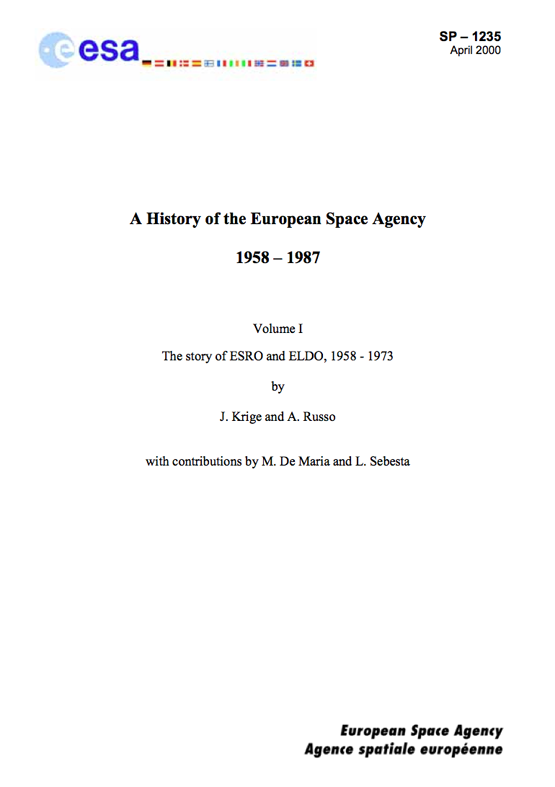 esa
SP – 1235
April 2000
A History of the European Space Agency
1958 – 1987
Volume I
The story of ESRO and ELDO, 1958 - 1973
by
J. Krige and A. Russo
with contributions by M. De Maria and L. Sebesta
European Space Agency
Agence spatiale européenne